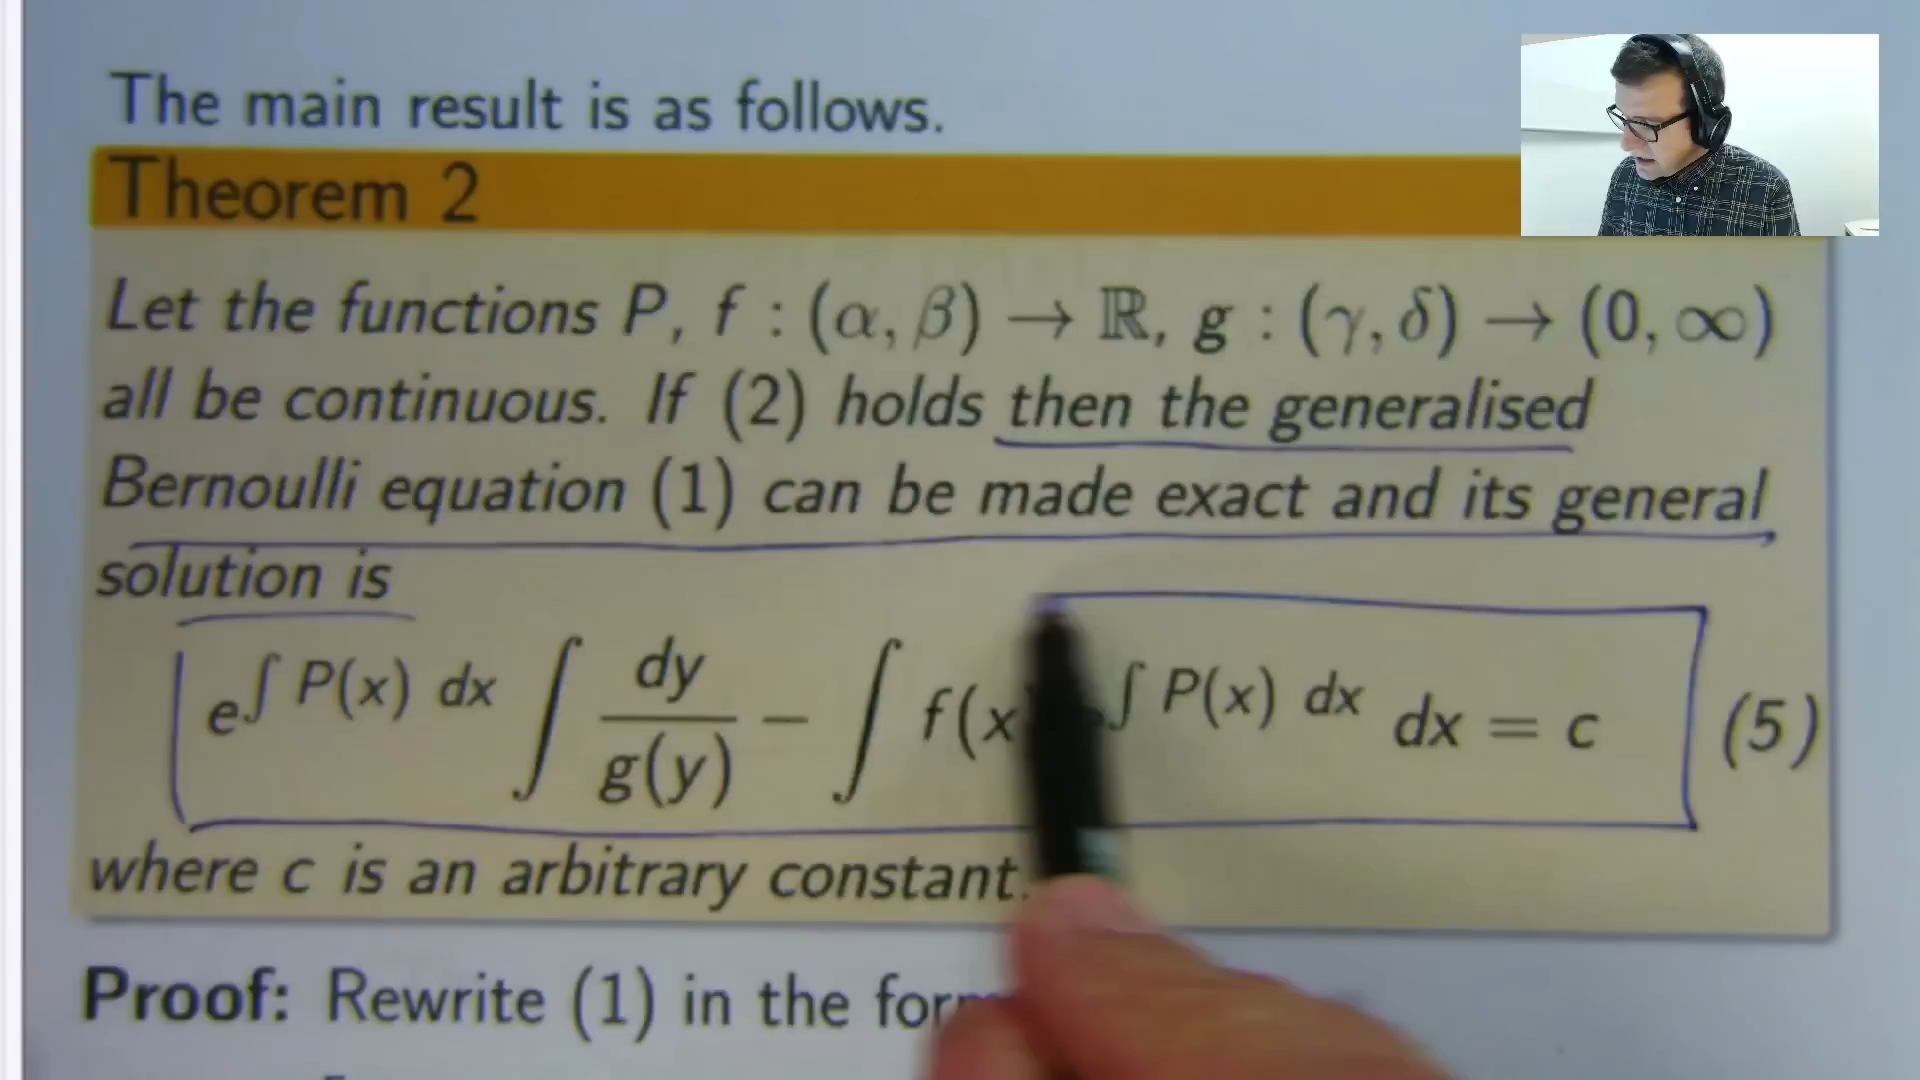 The main result is as follows.
Theorem 2
Let the functions P, f : (α, β) → ℝ, g : (γ, δ) → (0, ∞)
all be continuous. If (2) holds then the generalised
Bernoulli equation (1) can be made exact and its general
solution is
e^{∫ P(x) dx} ∫ dy/g(y) − ∫ f(x ∫ P(x) dx dx = c (5)
where c is an arbitrary constant.
Proof: Rewrite (1) in the